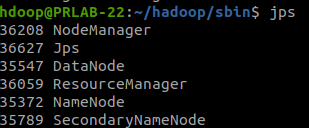 hdoop@PRLAB-22:~/hadoop/sbin$ jps
36208 NodeManager
36627 Jps
35547 DataNode
36059 ResourceManager
35372 NameNode
35789 SecondaryNameNode